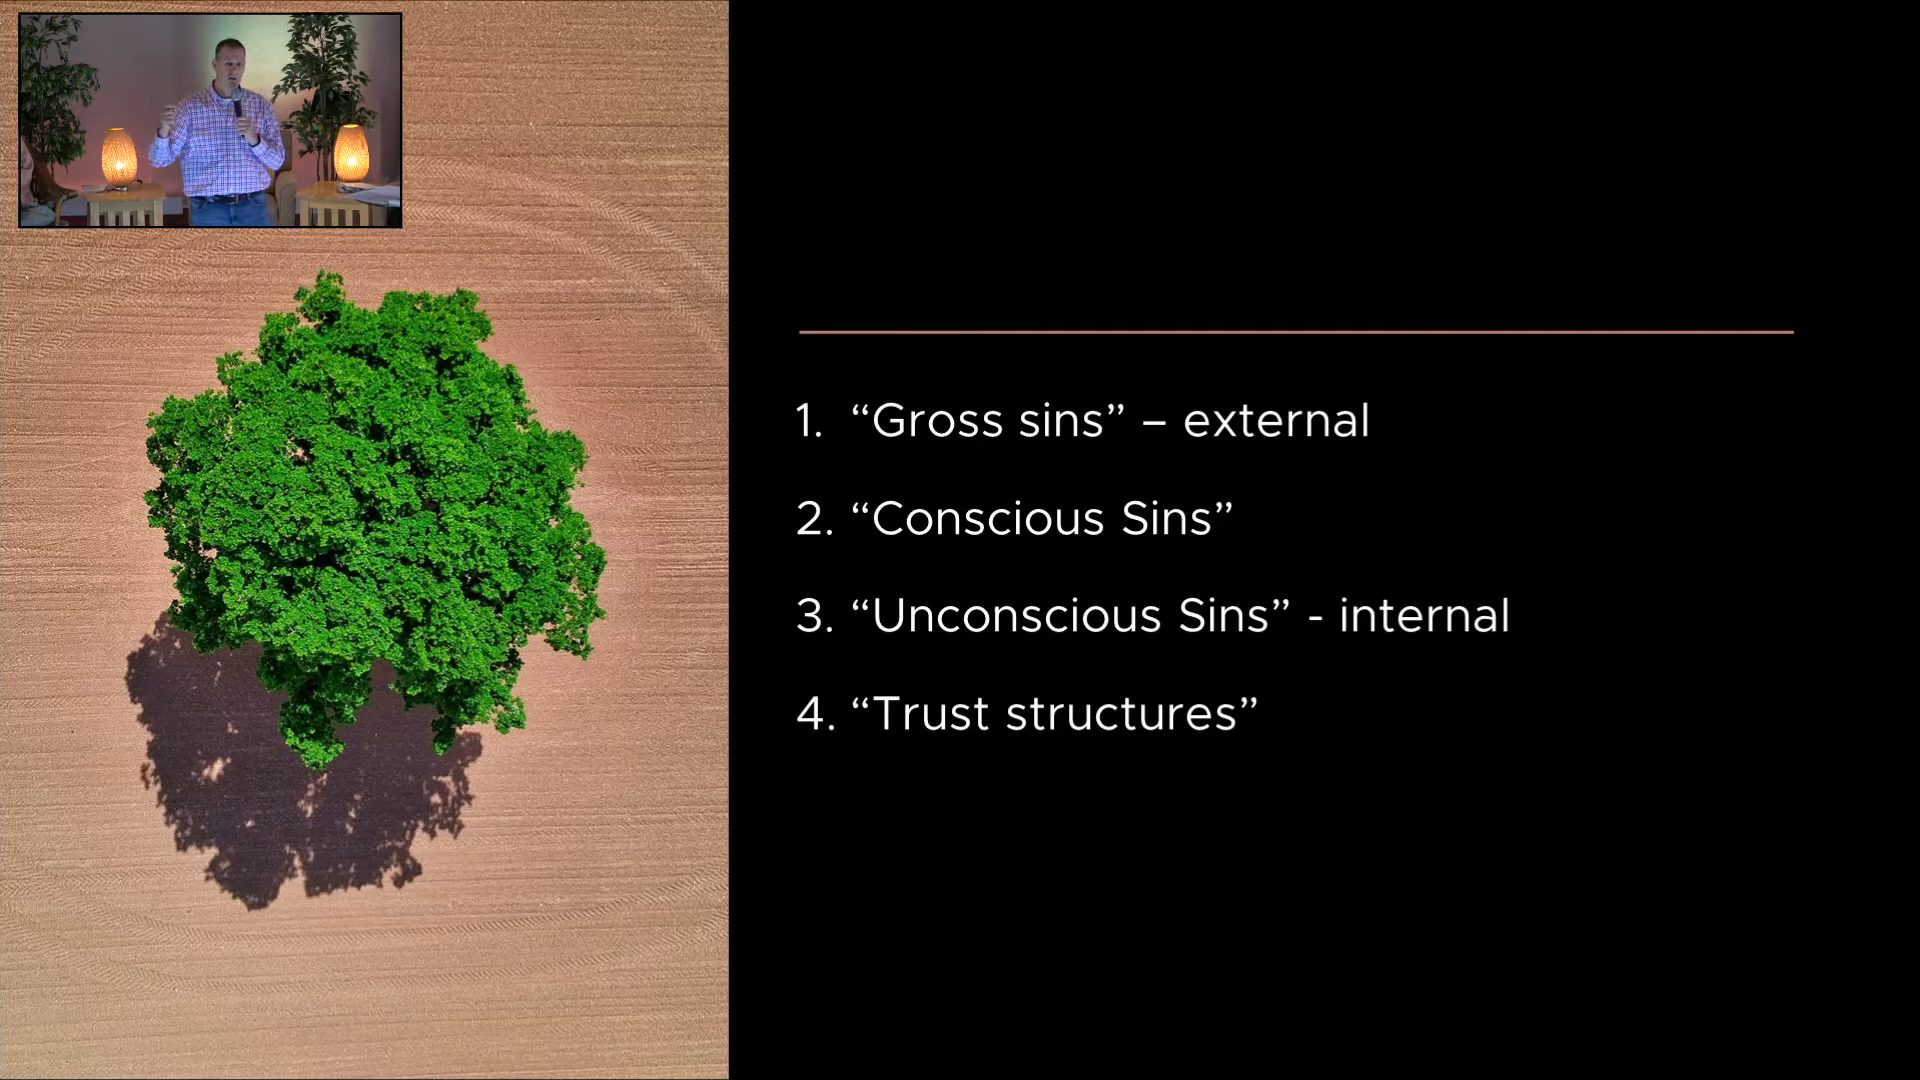 1. “Gross sins” – external
2. “Conscious Sins”
3. “Unconscious Sins” - internal
4. “Trust structures”